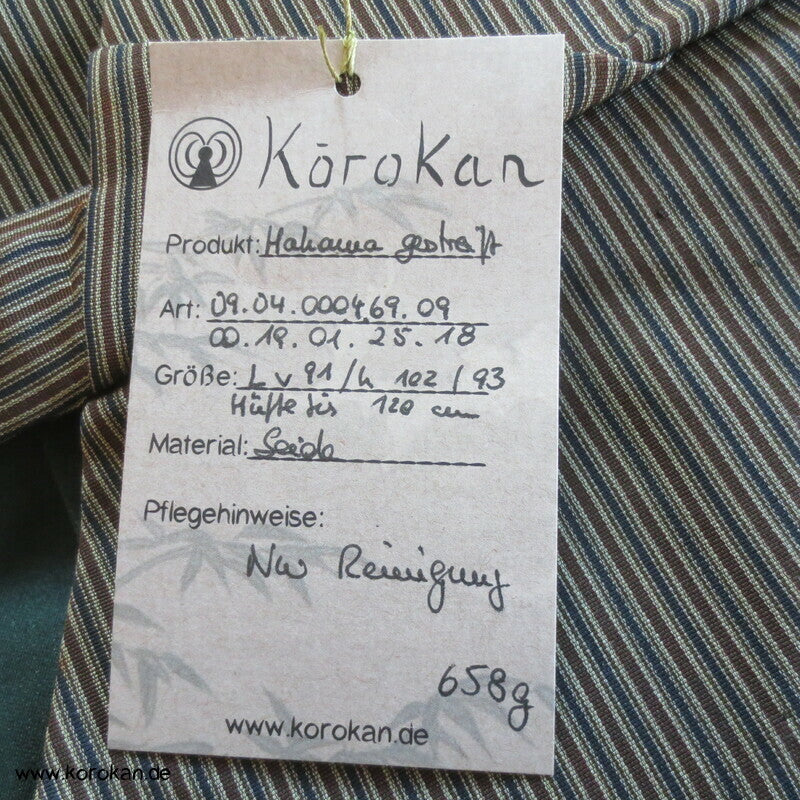 Kōrokan
Produkt: Hakama gestreift
Art: 09.04.000469.09
00.19.01.25.18
Größe: L v 91/h 102/93
Hüfte bis 120 cm
Material: Seide
Pflegehinweise:
Nur Reinigung
658g
www.korokan.de
www.korokan.de